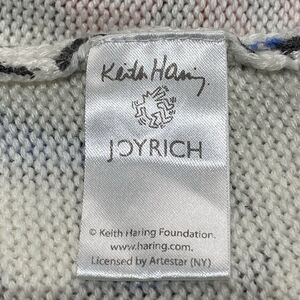 Keith Haring
JOYRICH
© Keith Haring Foundation.
www.haring.com.
Licensed by Artestar (NY)